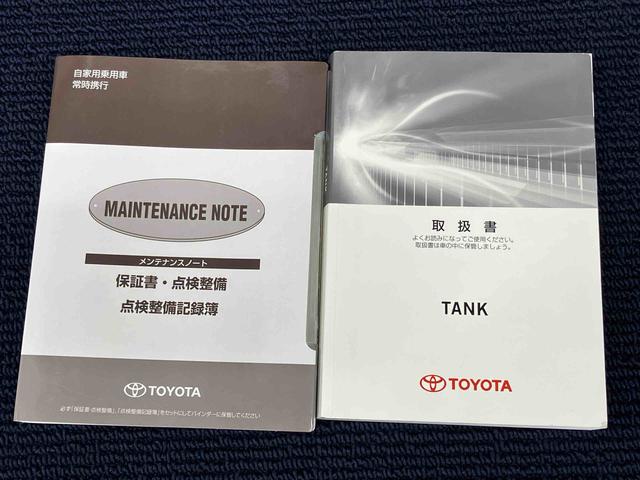 自家用乗用車
常時携行
MAINTENANCE NOTE
メンテナンスノート
保証書・点検整備
点検整備記録簿
TOYOTA
必ず「保証書・点検整備」、「点検整備記録簿」をセットにしてバインダーに保管してください
TANK
取扱書
よくお読みになってご使用ください。
取扱書は車の中に保管しましょう。
TANK
TOYOTA